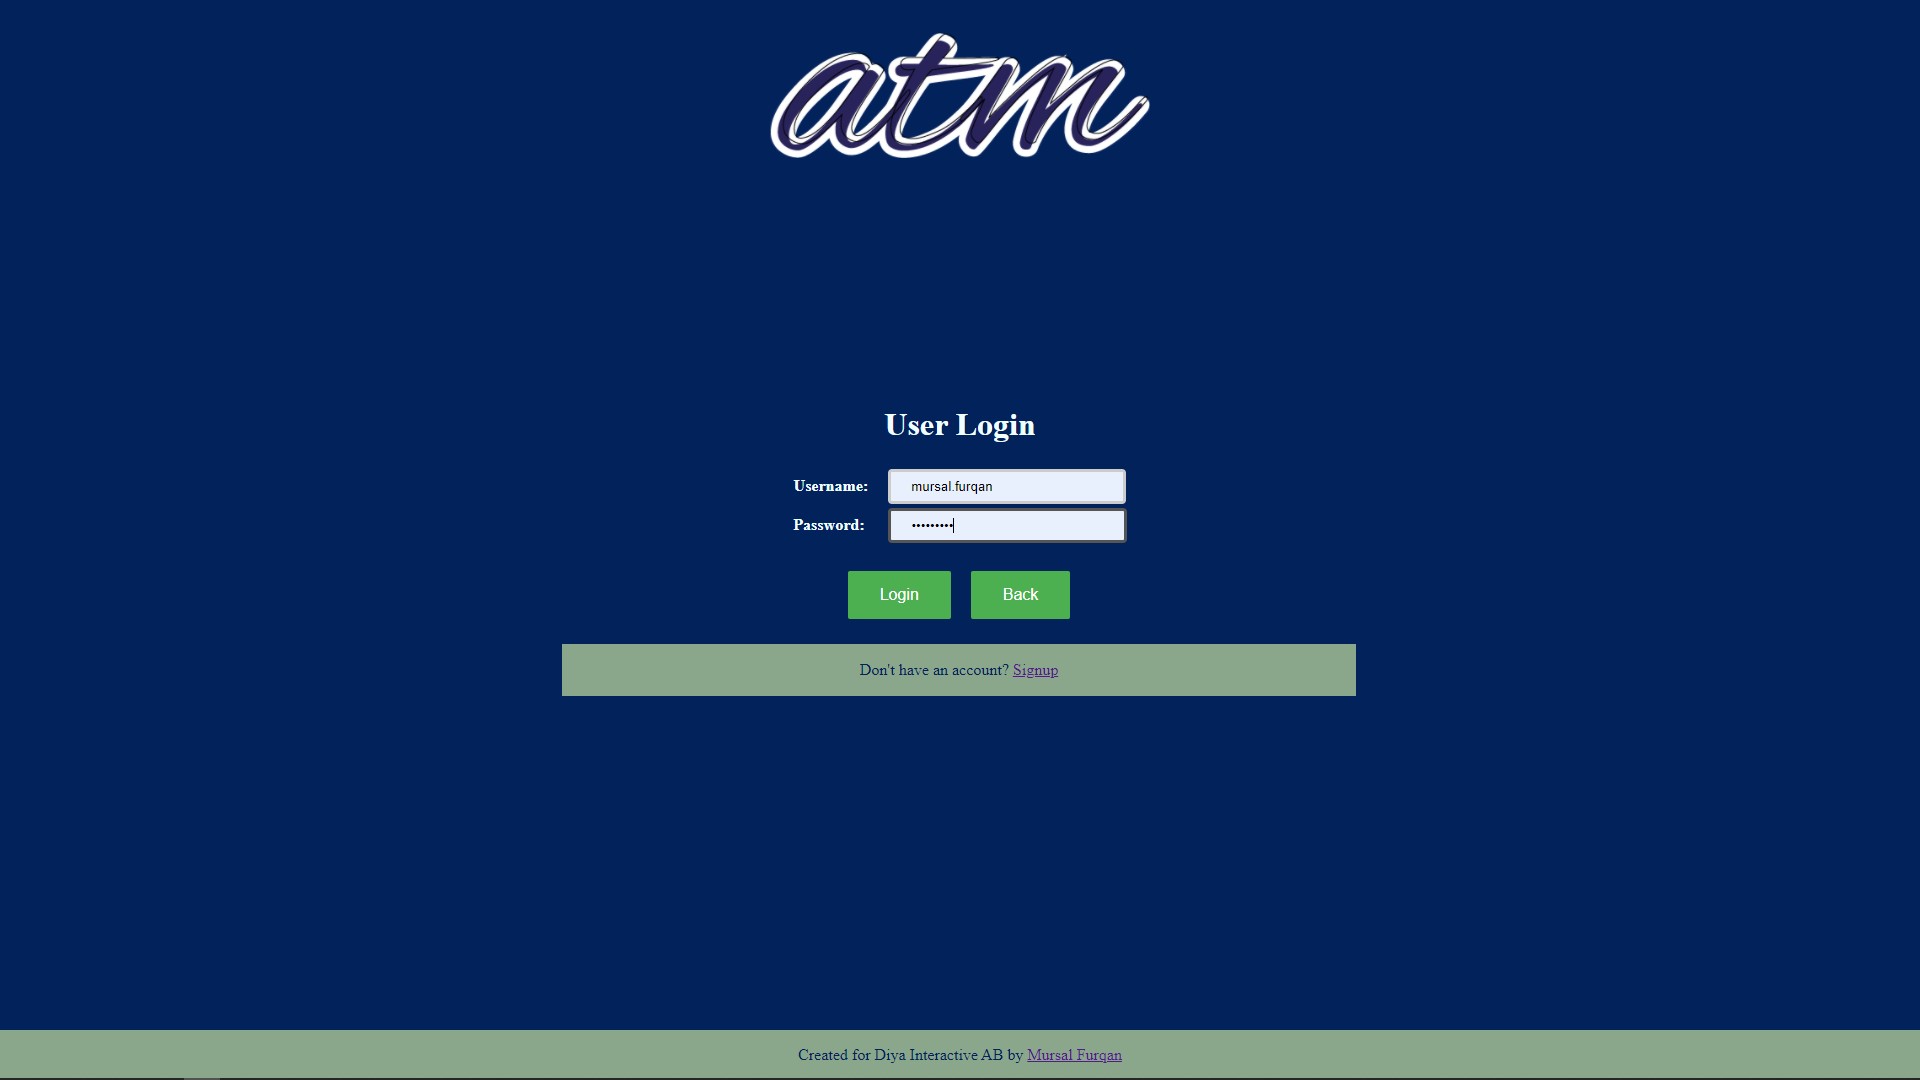 atm
User Login
Username: mursal.furqan
Password: •••••••••
Login Back
Don't have an account? Signup
Created for Diya Interactive AB by Mursal Furqan